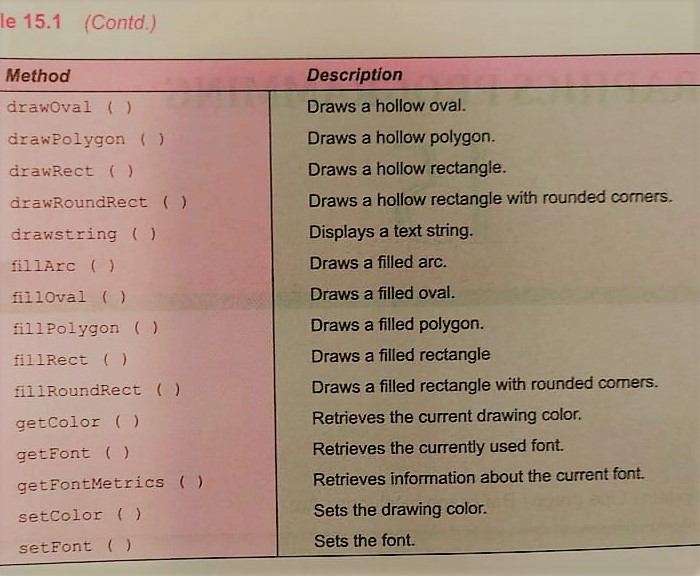 le 15.1 (Contd.)
Method Description
drawOval ( ) Draws a hollow oval.
drawPolygon ( ) Draws a hollow polygon.
drawRect ( ) Draws a hollow rectangle.
drawRoundRect ( ) Draws a hollow rectangle with rounded corners.
drawstring ( ) Displays a text string.
fillArc ( ) Draws a filled arc.
fillOval ( ) Draws a filled oval.
fillPolygon ( ) Draws a filled polygon.
fillRect ( ) Draws a filled rectangle
fillRoundRect ( ) Draws a filled rectangle with rounded corners.
getColor ( ) Retrieves the current drawing color.
getFont ( ) Retrieves the currently used font.
getFontMetrics ( ) Retrieves information about the current font.
setColor ( ) Sets the drawing color.
setFont ( ) Sets the font.